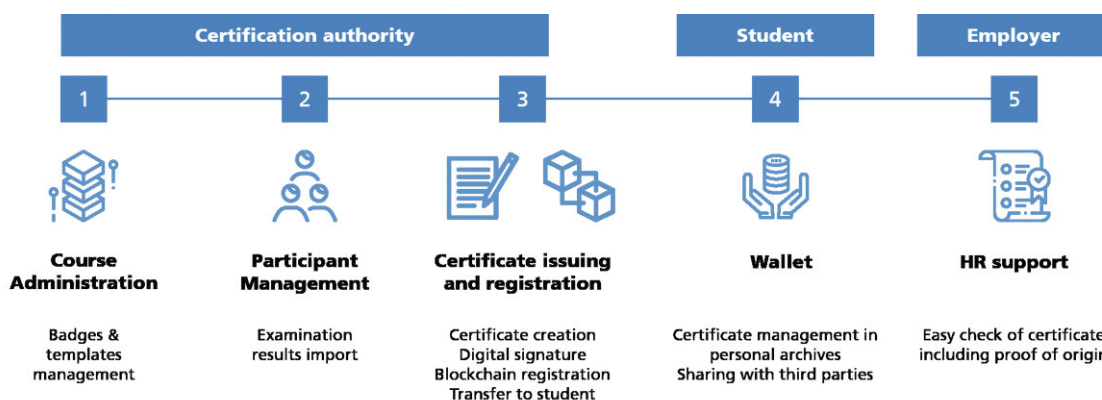 Certification authority
Student
Employer
1
2
3
4
5
Course
Administration
Participant
Management
Certificate issuing
and registration
Wallet
HR support
Badges &
templates
management
Examination
results import
Certificate creation
Digital signature
Blockchain registration
Transfer to student
Certificate management in
personal archives
Sharing with third parties
Easy check of certificate
including proof of origin